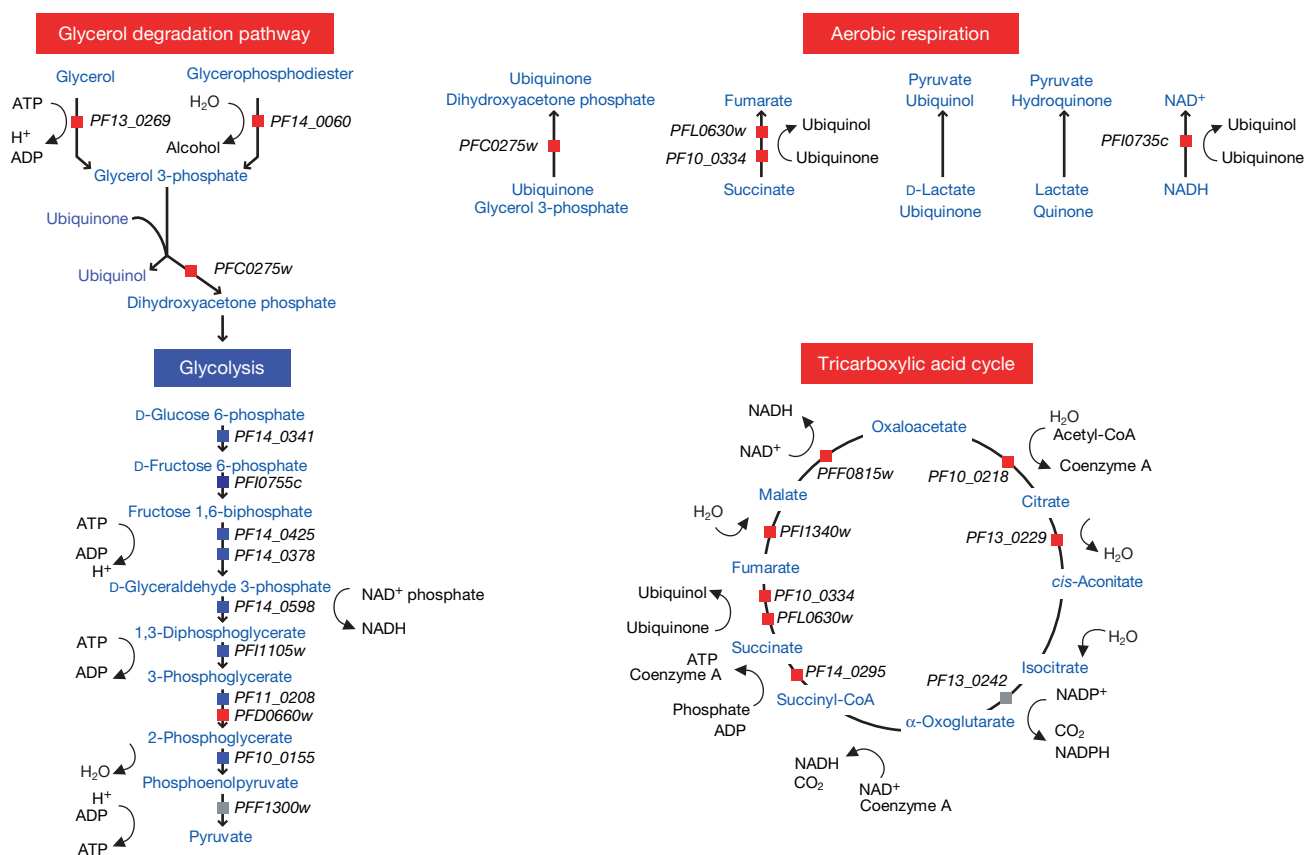 Glycerol degradation pathway
Glycerol
Glycerophosphodiester
ATP
H+
ADP
PF13_0269
H2O
Alcohol
PF14_0060
Glycerol 3-phosphate
Ubiquinone
Ubiquinol
PFC0275w
Dihydroxyacetone phosphate
Glycolysis
D-Glucose 6-phosphate
PF14_0341
D-Fructose 6-phosphate
PFI0755c
Fructose 1,6-biphosphate
ATP
ADP
H+
PF14_0425
PF14_0378
D-Glyceraldehyde 3-phosphate
PF14_0598
NAD+ phosphate
NADH
1,3-Diphosphoglycerate
ATP
ADP
PFI1105w
3-Phosphoglycerate
PF11_0208
PFD0660w
2-Phosphoglycerate
H2O
PF10_0155
Phosphoenolpyruvate
H+
ADP
ATP
PFF1300w
Pyruvate
Aerobic respiration
Ubiquinone
Dihydroxyacetone phosphate
PFC0275w
Ubiquinone
Glycerol 3-phosphate
Fumarate
PFL0630w
PF10_0334
Ubiquinol
Ubiquinone
Succinate
Pyruvate
Ubiquinol
D-Lactate
Ubiquinone
Pyruvate
Hydroquinone
Lactate
Quinone
NAD+
PFI0735c
Ubiquinol
Ubiquinone
NADH
Tricarboxylic acid cycle
Oxaloacetate
H2O
Acetyl-CoA
Coenzyme A
PF10_0218
Citrate
PF13_0229
H2O
cis-Aconitate
H2O
Isocitrate
PF13_0242
NADP+
CO2
NADPH
α-Oxoglutarate
NAD+
Coenzyme A
NADH
CO2
Succinyl-CoA
PF14_0295
Phosphate
ADP
ATP
Coenzyme A
Succinate
PFL0630w
PF10_0334
Ubiquinone
Ubiquinol
Fumarate
PFI1340w
H2O
Malate
PFF0815w
NAD+
NADH